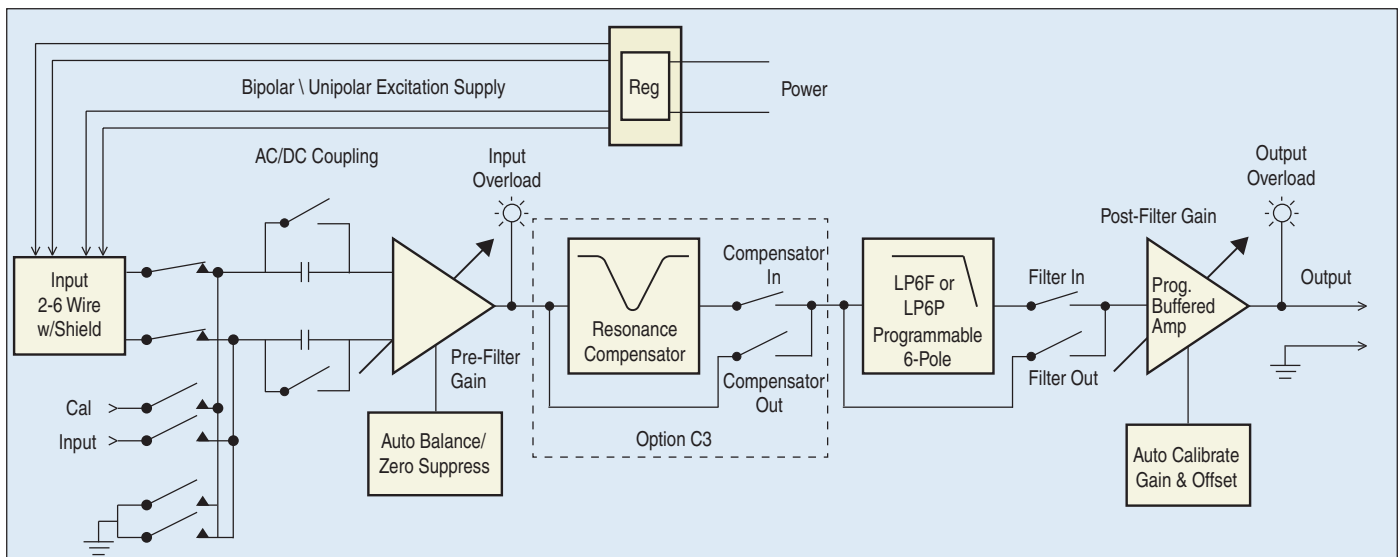 Bipolar \ Unipolar Excitation Supply
Reg
Power
AC/DC Coupling
Input
Overload
Output
Overload
Post-Filter Gain
Input
2-6 Wire
w/Shield
Compensator
In
Resonance
Compensator
Compensator
Out
Option C3
LP6F or
LP6P
Programmable
6-Pole
Filter In
Filter Out
Prog.
Buffered
Amp
Output
Pre-Filter
Gain
Cal
Input
Auto Balance/
Zero Suppress
Auto Calibrate
Gain & Offset